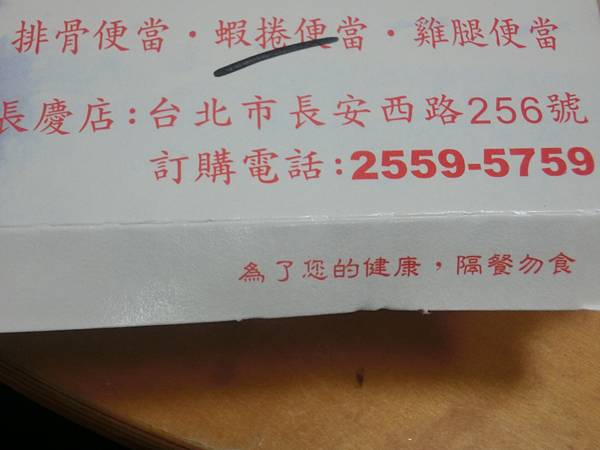 排骨便當·蝦捲便當·雞腿便當
長慶店:台北市長安西路256號
訂購電話:2559-5759
為了您的健康，隔餐勿食